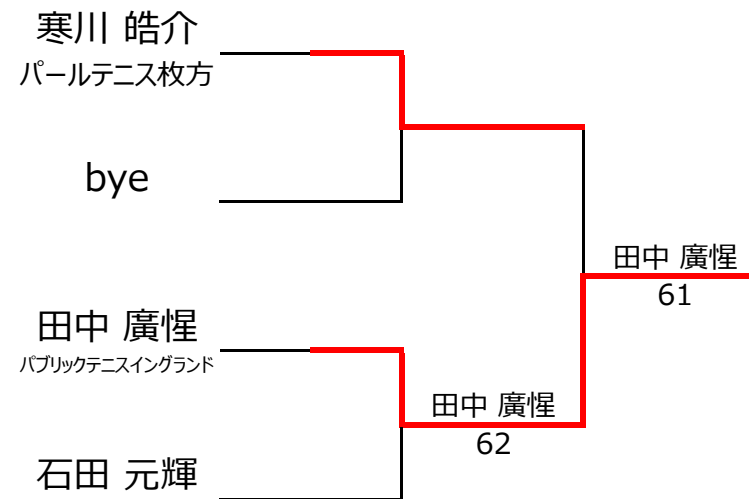 寒川 皓介
パールテニス枚方
bye
田中 廣惺
61
田中 廣惺
パブリックテニスイングランド
田中 廣惺
62
石田 元輝